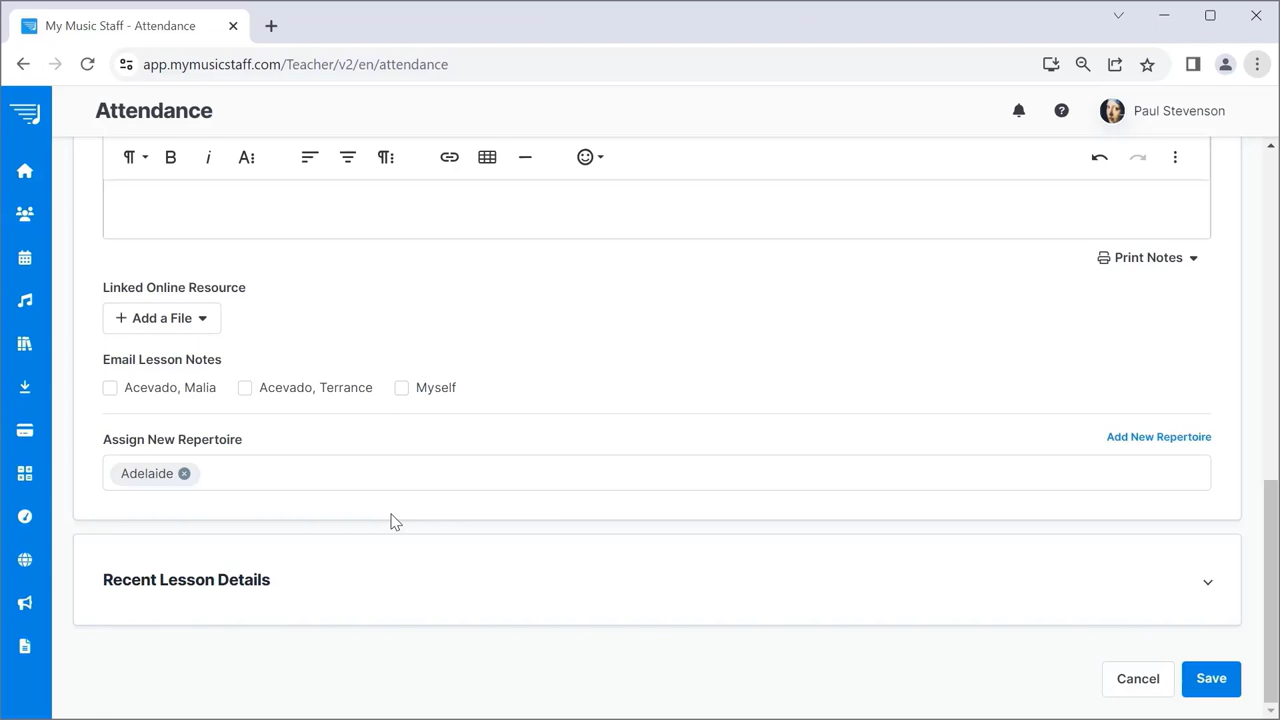 My Music Staff - Attendance
app.mymusicstaff.com/Teacher/v2/en/attendance
Attendance
Paul Stevenson
Print Notes
Linked Online Resource
+ Add a File
Email Lesson Notes
Acevedo, Malia Acevado, Terrance Myself
Assign New Repertoire Add New Repertoire
Adelaide
Recent Lesson Details
Cancel Save